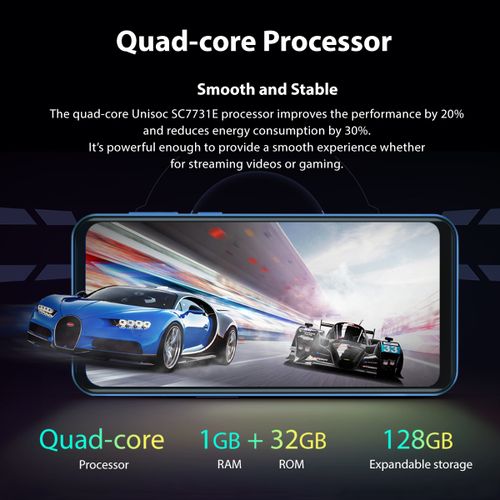 Quad-core Processor
Smooth and Stable
The quad-core Unisoc SC7731E processor improves the performance by 20%
and reduces energy consumption by 30%.
It's powerful enough to provide a smooth experience whether
for streaming videos or gaming.
33
Quad-core 1GB + 32GB 128GB
Processor RAM ROM Expandable storage